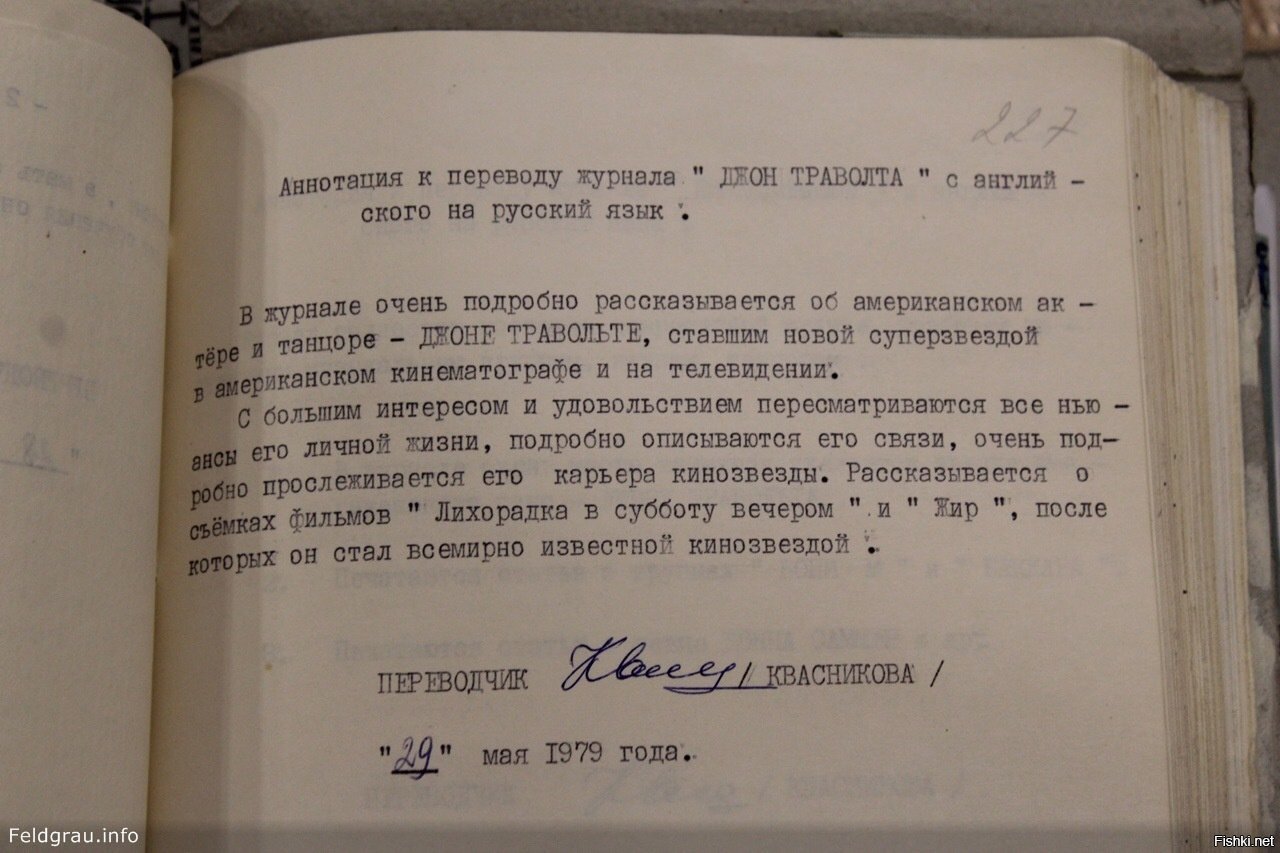 227
Аннотация к переводу журнала " ДЖОН ТРАВОЛТА " с англий -
ского на русский язык .
В журнале очень подробно рассказывается об американском ак -
тёре и танцоре - ДЖОНЕ ТРАВОЛЬТЕ, ставшим новой суперзвездой
в американском кинематографе и на телевидении.
С большим интересом и удовольствием пересматриваются все нью -
ансы его личной жизни, подробно описываются его связи, очень под-
робно прослеживается его карьера кинозвезды. Рассказывается о
съёмках фильмов " Лихорадка в субботу вечером " и " Жир ", после
которых он стал всемирно известной кинозвездой .
ПЕРЕВОДЧИК / КВАСНИКОВА /
"29" мая 1979 года.
Feldgrau.info
Fishki.net